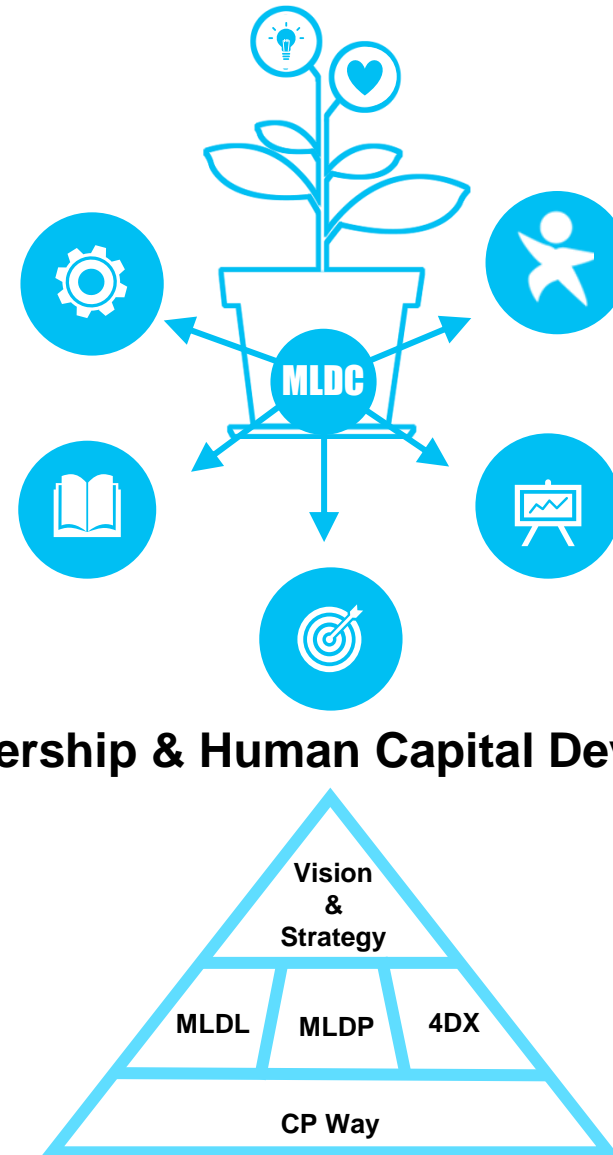 MLDC
ership & Human Capital Dev
Vision
&
Strategy
MLDL
MLDP
4DX
CP Way